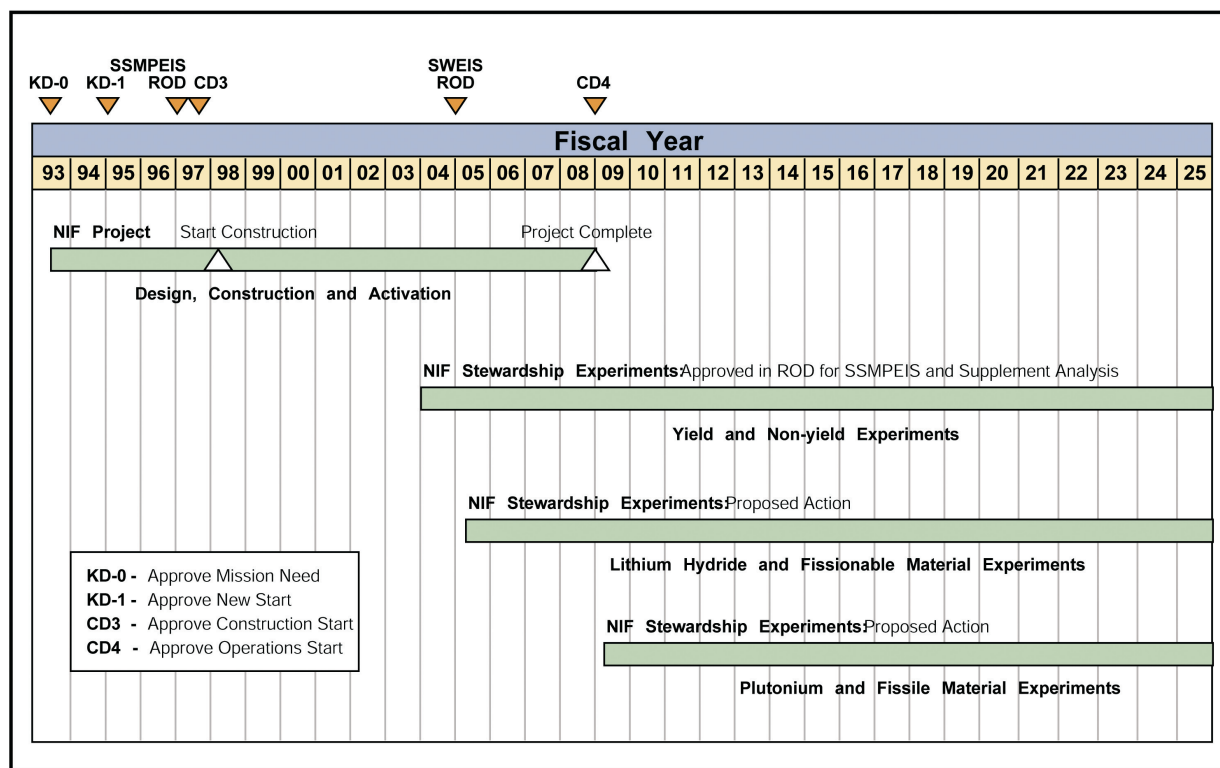 SSMPEIS SWEIS
KD-0 KD-1 ROD CD3 ROD CD4
Fiscal Year
93 94 95 96 97 98 99 00 01 02 03 04 05 06 07 08 09 10 11 12 13 14 15 16 17 18 19 20 21 22 23 24 25
NIF Project Start Construction Project Complete
Design, Construction and Activation
NIF Stewardship Experiments: Approved in ROD for SSMPEIS and Supplement Analysis
Yield and Non-yield Experiments
NIF Stewardship Experiments: Proposed Action
Lithium Hydride and Fissionable Material Experiments
KD-0 - Approve Mission Need
KD-1 - Approve New Start
CD3 - Approve Construction Start
CD4 - Approve Operations Start
NIF Stewardship Experiments: Proposed Action
Plutonium and Fissile Material Experiments